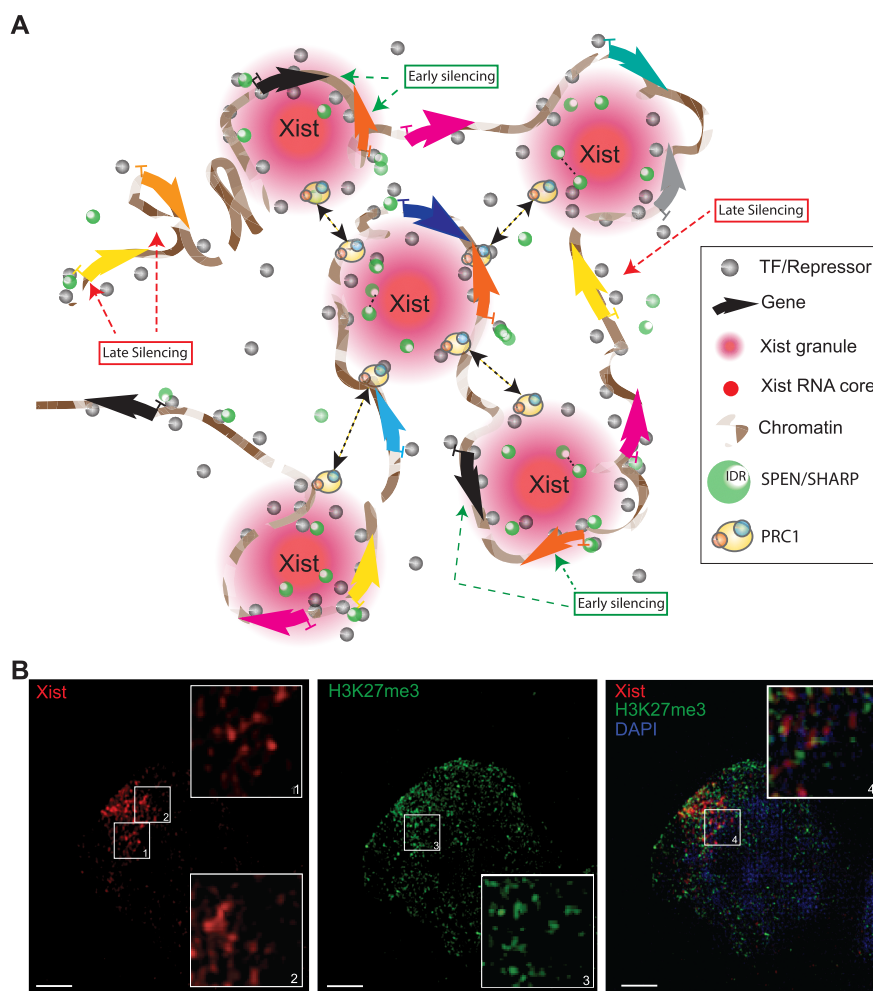 A
Early silencing
Xist
Xist
Late Silencing
Xist
Late Silencing
TF/Repressor
Gene
Xist granule
Xist RNA core
Chromatin
IDR SPEN/SHARP
PRC1
Xist
Xist
Early silencing
B
Xist
H3K27me3
Xist
H3K27me3
DAPI
1
2
1
2
3
3
4
4